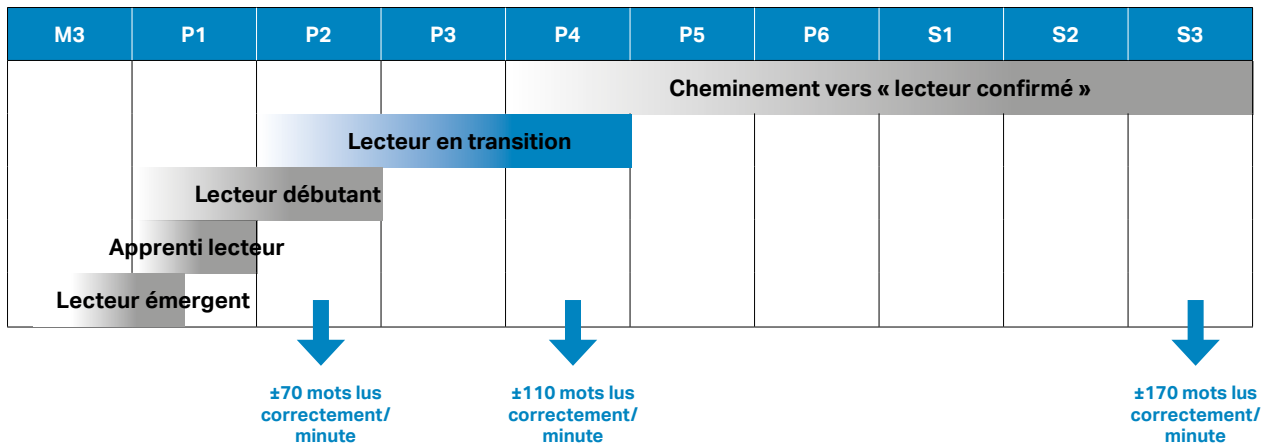 M3 P1 P2 P3 P4 P5 P6 S1 S2 S3
Cheminement vers « lecteur confirmé »
Lecteur en transition
Lecteur débutant
Apprenti lecteur
Lecteur émergent
±70 mots lus
correctement/
minute
±110 mots lus
correctement/
minute
±170 mots lus
correctement/
minute